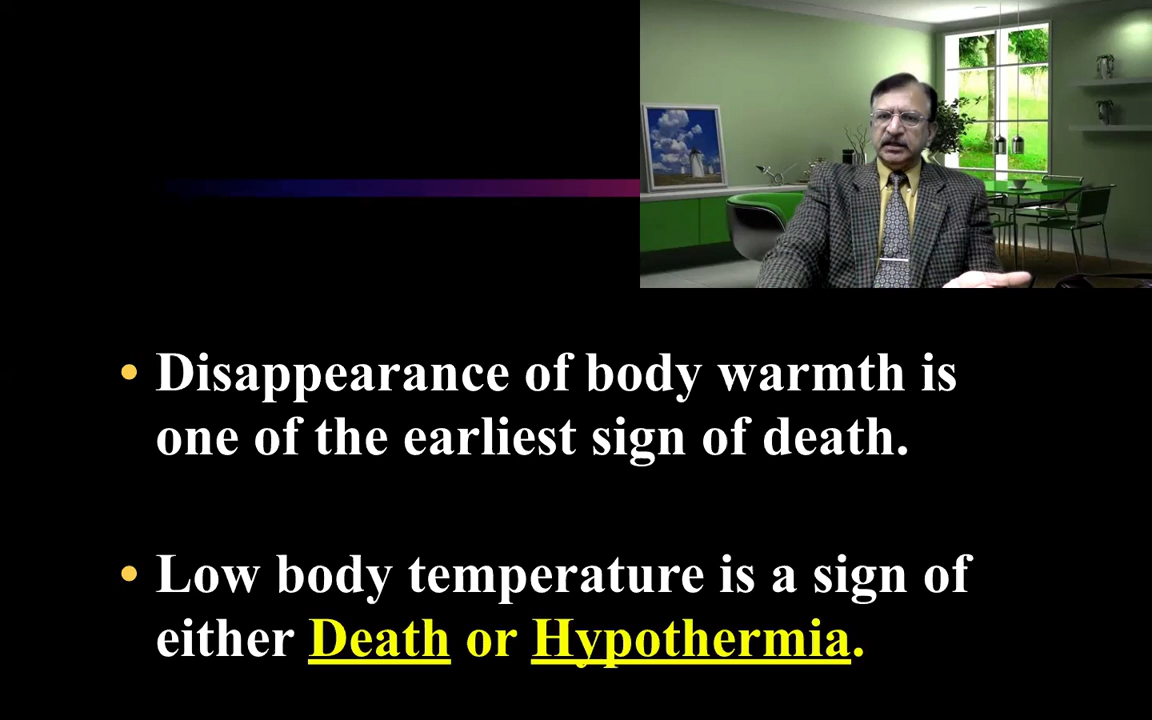 • Disappearance of body warmth is
one of the earliest sign of death.
• Low body temperature is a sign of
either Death or Hypothermia.